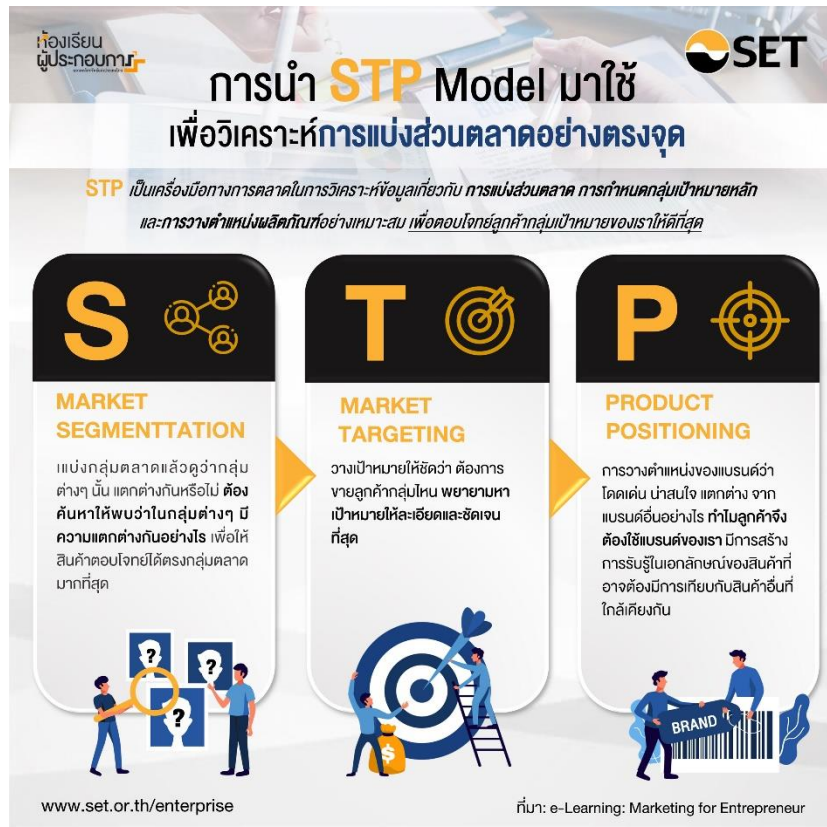 ห้องเรียน
ผู้ประกอบการ
SET
การนำ STP Model มาใช้
เพื่อวิเคราะห์การแบ่งส่วนตลาดอย่างตรงจุด
STP เป็นเครื่องมือทางการตลาดในการวิเคราะห์ข้อมูลเกี่ยวกับ การแบ่งส่วนตลาด การกำหนดกลุ่มเป้าหมายหลัก
และการวางตำแหน่งผลิตภัณฑ์อย่างเหมาะสม เพื่อตอบโจทย์ลูกค้ากลุ่มเป้าหมายของเราให้ดีที่สุด
S
MARKET
SEGMENTTATION
แบ่งกลุ่มตลาดแล้วดูว่ากลุ่ม
ต่างๆ นั้น แตกต่างกันหรือไม่ ต้อง
ค้นหาให้พบว่าในกลุ่มต่างๆ มี
ความแตกต่างกันอย่างไร เพื่อให้
สินค้าตอบโจทย์ได้ตรงกลุ่มตลาด
มากที่สุด
? ? ?
T
MARKET
TARGETING
วางเป้าหมายให้ชัดว่า ต้องการ
ขายลูกค้ากลุ่มไหน พยายามหา
เป้าหมายให้ละเอียดและชัดเจน
ที่สุด
$
P
PRODUCT
POSITIONING
การวางตำแหน่งของแบรนด์ว่า
โดดเด่น น่าสนใจ แตกต่าง จาก
แบรนด์อื่นอย่างไร ทำไมลูกค้าจึง
ต้องใช้แบรนด์ของเรา มีการสร้าง
การรับรู้ในเอกลักษณ์ของสินค้าที่
อาจต้องมีการเทียบกับสินค้าอื่นที่
ใกล้เคียงกัน
BRAND
www.set.or.th/enterprise
ที่มา: e-Learning: Marketing for Entrepreneur